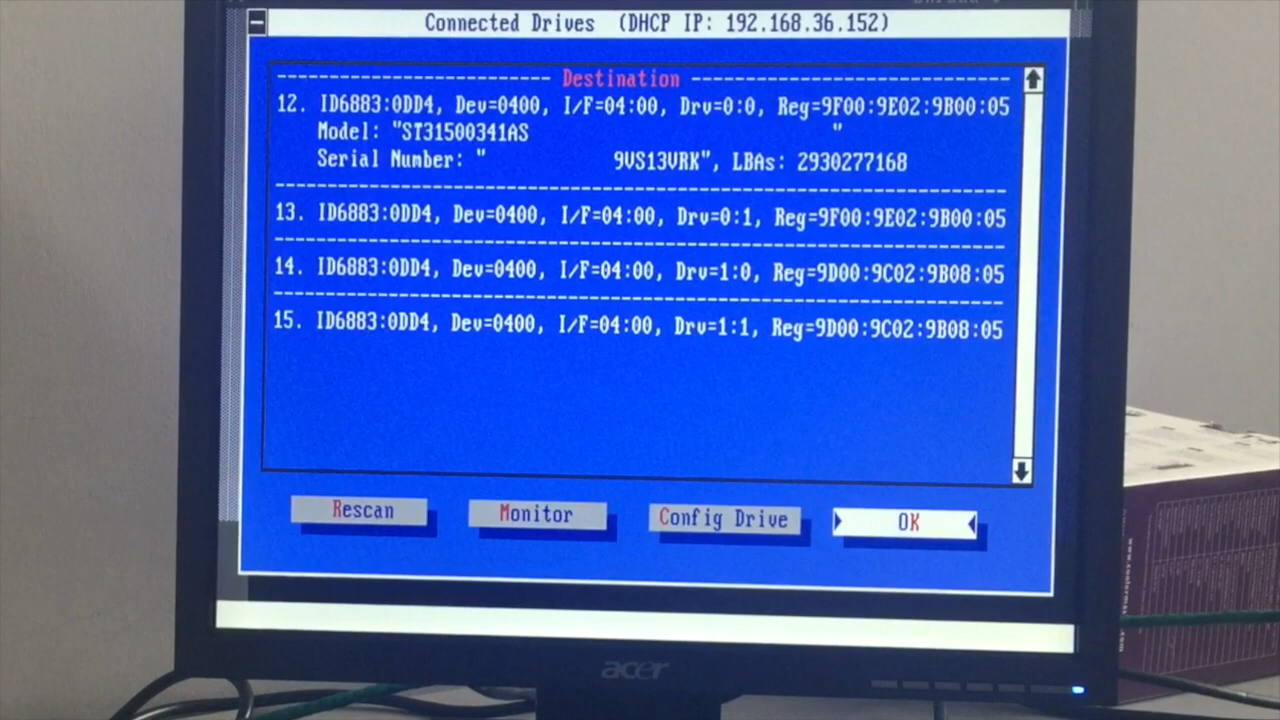 Connected Drives (DHCP IP: 192.168.36.152)
------------------------- Destination -----------------------------
12. ID6883:0DD4, Dev=0400, I/F=04:00, Drv=0:0, Reg=9F00:9E02:9B00:05
Model: "ST31500341AS "
Serial Number: " 9VS13VRK", LBAs: 2930277168
13. ID6883:0DD4, Dev=0400, I/F=04:00, Drv=0:1, Reg=9F00:9E02:9B00:05
14. ID6883:0DD4, Dev=0400, I/F=04:00, Drv=1:0, Reg=9D00:9C02:9B08:05
15. ID6883:0DD4, Dev=0400, I/F=04:00, Drv=1:1, Reg=9D00:9C02:9B08:05
Rescan Monitor Config Drive OK
acer